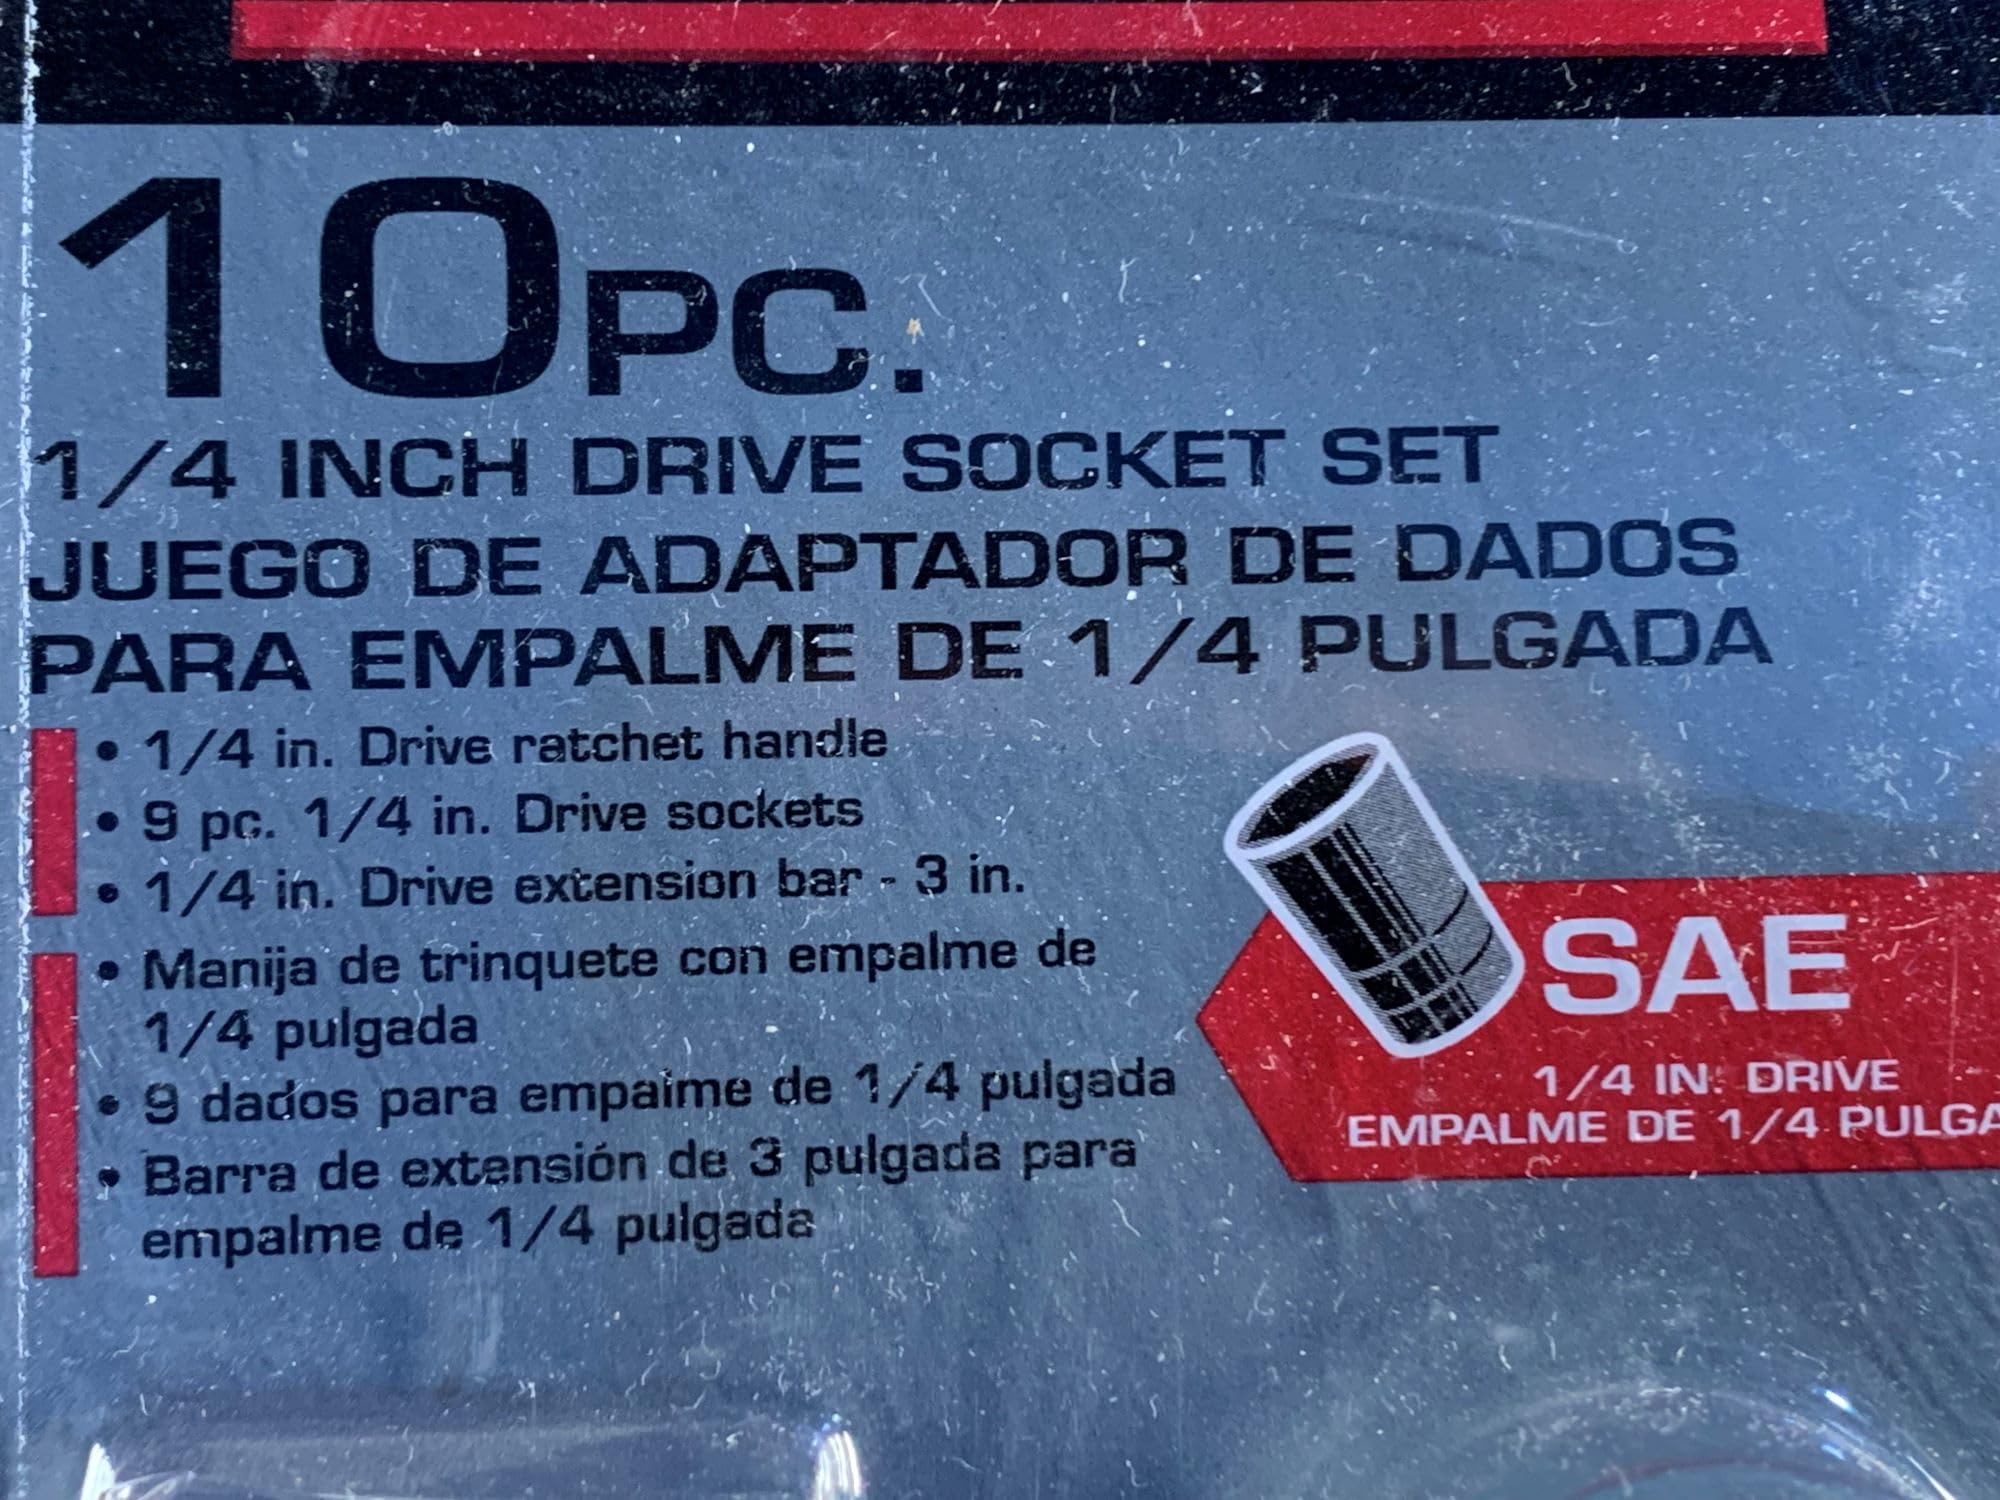 10 PC.
1/4 INCH DRIVE SOCKET SET
JUEGO DE ADAPTADOR DE DADOS
PARA EMPALME DE 1/4 PULGADA
• 1/4 in. Drive ratchet handle
• 9 pc. 1/4 in. Drive sockets
• 1/4 in. Drive extension bar - 3 in.
• Manija de trinquete con empalme de
1/4 pulgada
• 9 dados para empalme de 1/4 pulgada
• Barra de extensión de 3 pulgada para
empalme de 1/4 pulgada
SAE
1/4 IN. DRIVE
EMPALME DE 1/4 PULGA